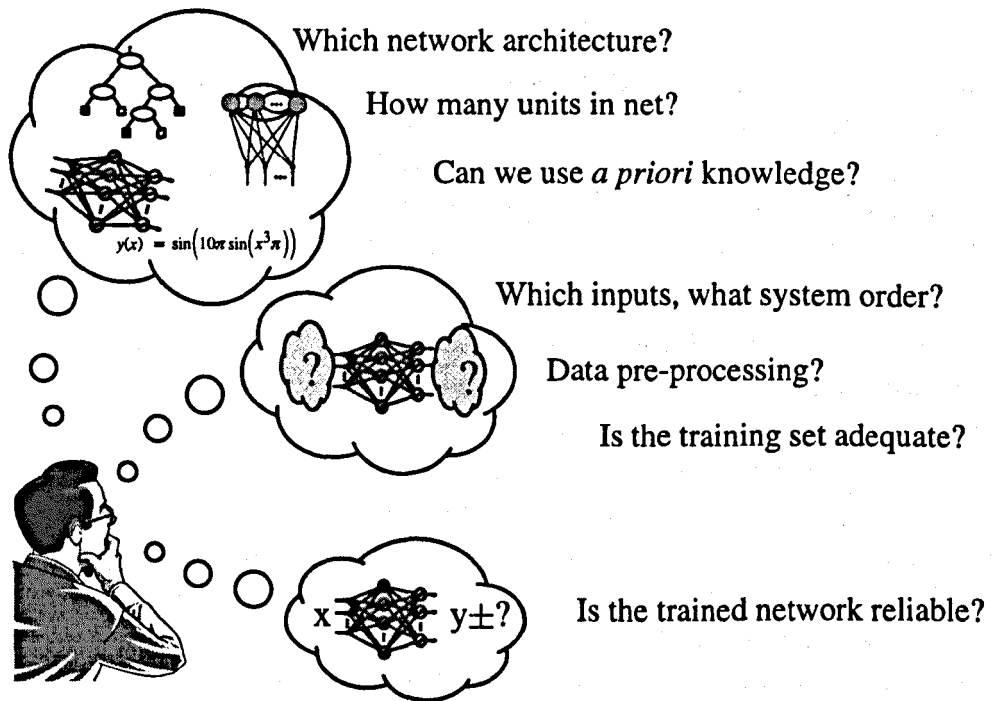 Which network architecture?
How many units in net?
Can we use a priori knowledge?
y(x) = sin(10π sin(x³π))
Which inputs, what system order?
? ?
Data pre-processing?
Is the training set adequate?
x y±?
Is the trained network reliable?